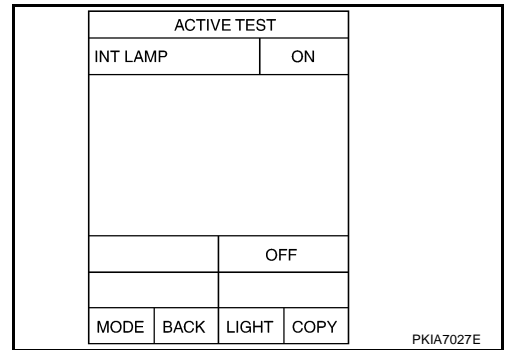 ACTIVE TEST
INT LAMP ON
OFF
MODE BACK LIGHT COPY
PKIA7027E